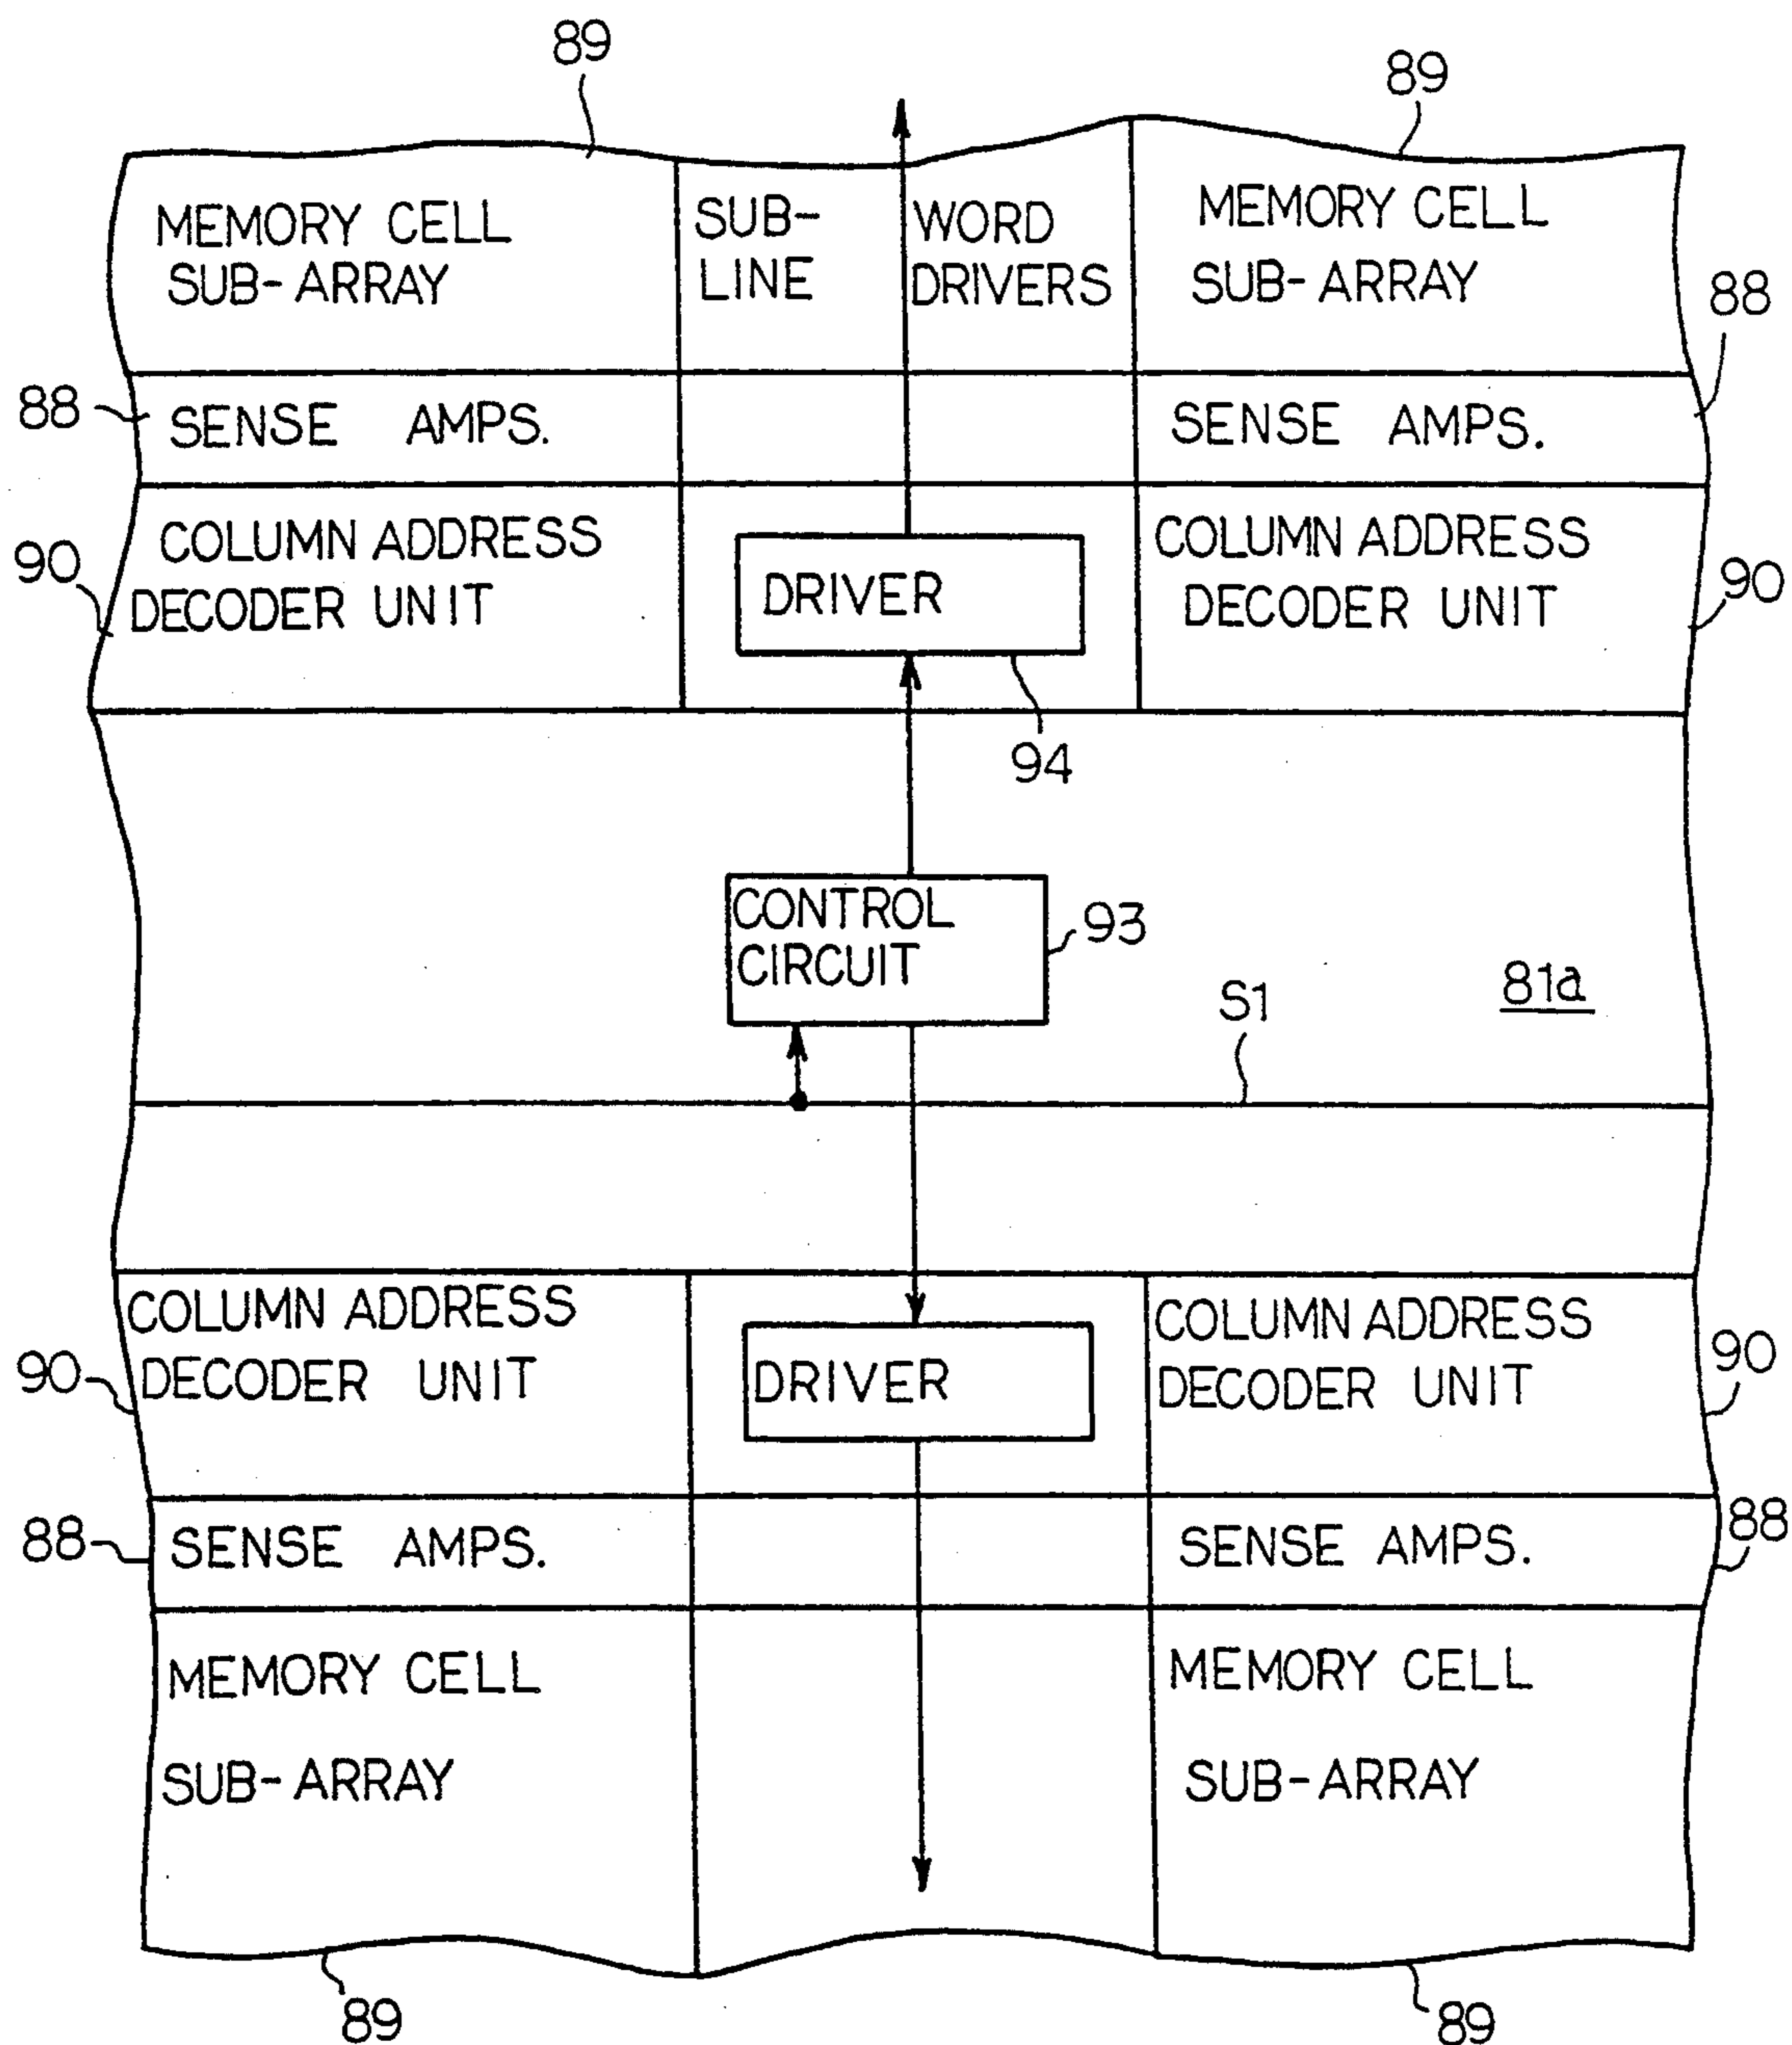 89
89
MEMORY CELL
SUB-ARRAY
SUB-
LINE
WORD
DRIVERS
MEMORY CELL
SUB-ARRAY
88
88
SENSE AMPS.
SENSE AMPS.
90
COLUMN ADDRESS
DECODER UNIT
DRIVER
COLUMN ADDRESS
DECODER UNIT
90
94
CONTROL
CIRCUIT
93
81a
S1
COLUMN ADDRESS
DECODER UNIT
90
DRIVER
COLUMN ADDRESS
DECODER UNIT
90
88
SENSE AMPS.
SENSE AMPS.
88
MEMORY CELL
SUB-ARRAY
MEMORY CELL
SUB-ARRAY
89
89